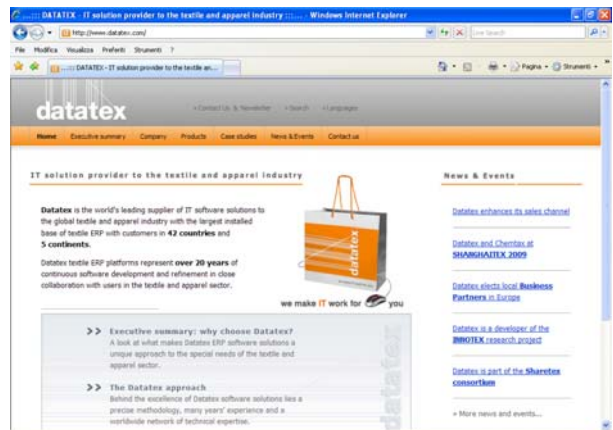 .....::: DATATEX - IT solution provider to the textile and apparel industry :::..... - Windows Internet Explorer
http://www.datatex.com/
Live Search
File Modifica Visualizza Preferiti Strumenti ?
....::: DATATEX - IT solution provider to the textile an...
Pagina Strumenti
datatex
Contact Us & Newsletter Search Languages
Home Executive summary Company Products Case studies News & Events Contact us
IT solution provider to the textile and apparel industry
Datatex is the world's leading supplier of IT software solutions to
the global textile and apparel industry with the largest installed
base of textile ERP with customers in 42 countries and
5 continents.
Datatex textile ERP platforms represent over 20 years of
continuous software development and refinement in close
collaboration with users in the textile and apparel sector.
datatex
we make IT work for you
>> Executive summary: why choose Datatex?
A look at what makes Datatex ERP software solutions a
unique approach to the special needs of the textile and
apparel sector.
>> The Datatex approach
Behind the excellence of Datatex software solutions lies a
precise methodology, many years' experience and a
worldwide network of technical expertise.
datatex
News & Events
Datatex enhances its sales channel
Datatex and Chemtax at
SHANGHAITEX 2009
Datatex elects local Business
Partners in Europe
Datatex is a developer of the
INNOTEX research project
Datatex is part of the Sharetex
consortium
» More news and events...